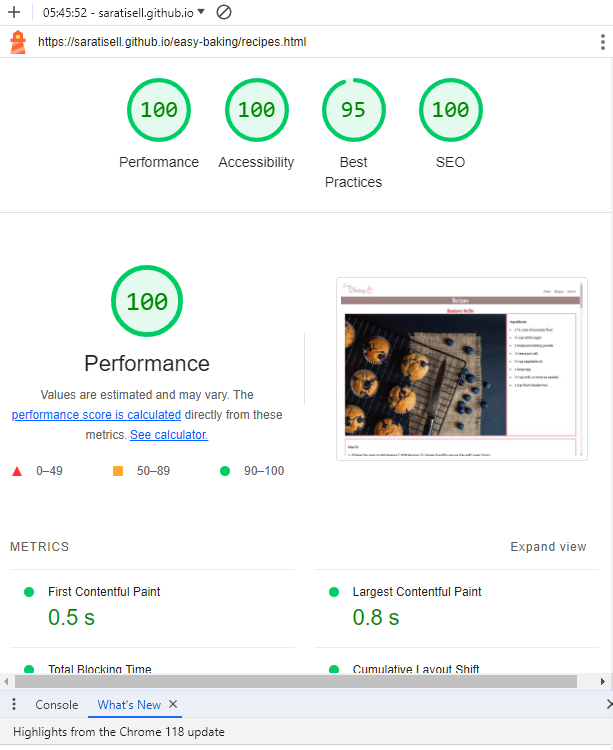 05:45:52 - saratisell.github.io
https://saratisell.github.io/easy-baking/recipes.html
100
100
95
100
Performance
Accessibility
Best
Practices
SEO
100
Performance
Values are estimated and may vary. The
performance score is calculated directly from these
metrics. See calculator.
0–49
50–89
90–100
Recipes
Blueberry Muffin
Ingredients
METRICS
Expand view
First Contentful Paint
0.5 s
Largest Contentful Paint
0.8 s
Total Blocking Time
Cumulative Layout Shift
Console
What's New
Highlights from the Chrome 118 update